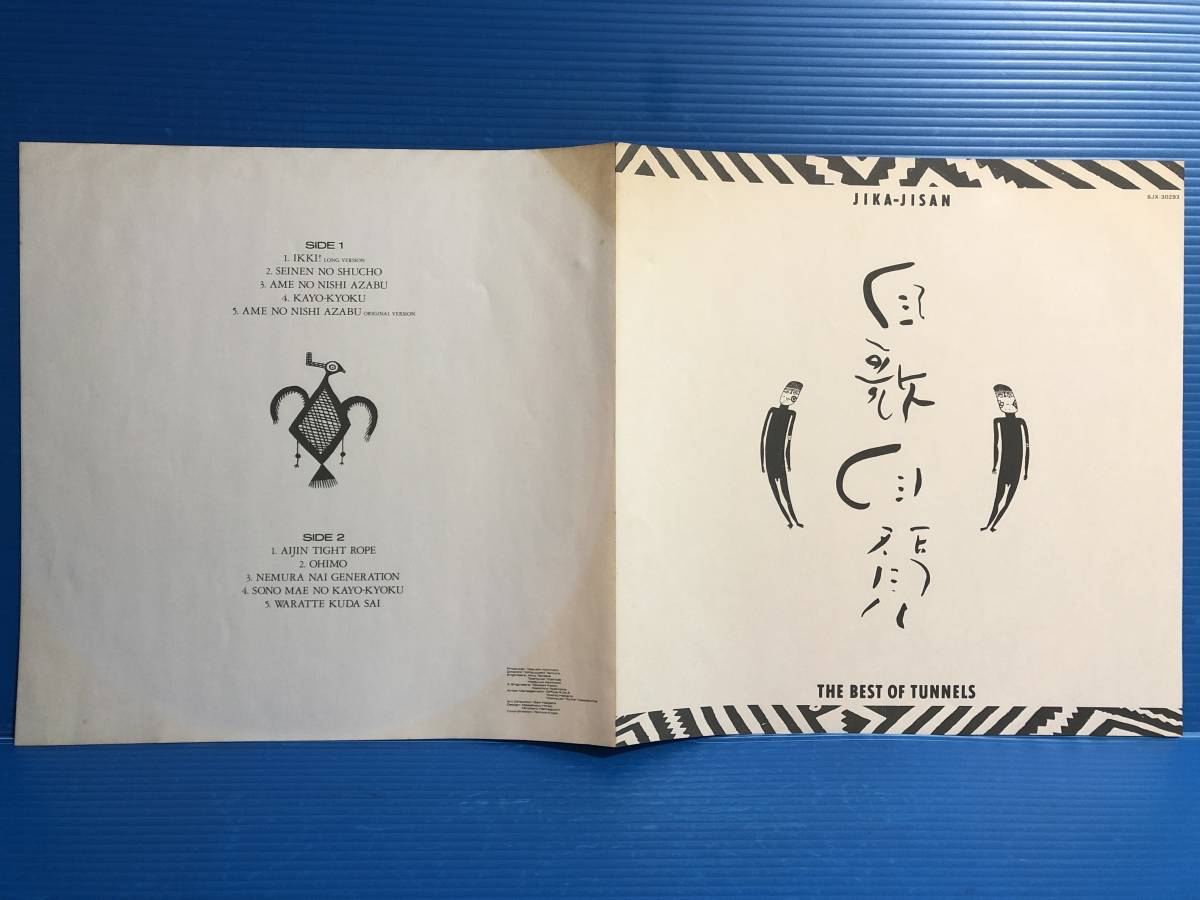 SIDE 1
1. IKKI! LONG VERSION
2. SEINEN NO SHUCHO
3. AME NO NISHI AZABU
4. KAYO-KYOKU
5. AME NO NISHI AZABU ORIGINAL VERSION
SIDE 2
1. AIJIN TIGHT ROPE
2. OHIMO
3. NEMURA NAI GENERATION
4. SONO MAE NO KAYO-KYOKU
5. WARATTE KUDA SAI
JIKA-JISAN
SJX-30293
自
歌
自
賛
THE BEST OF TUNNELS